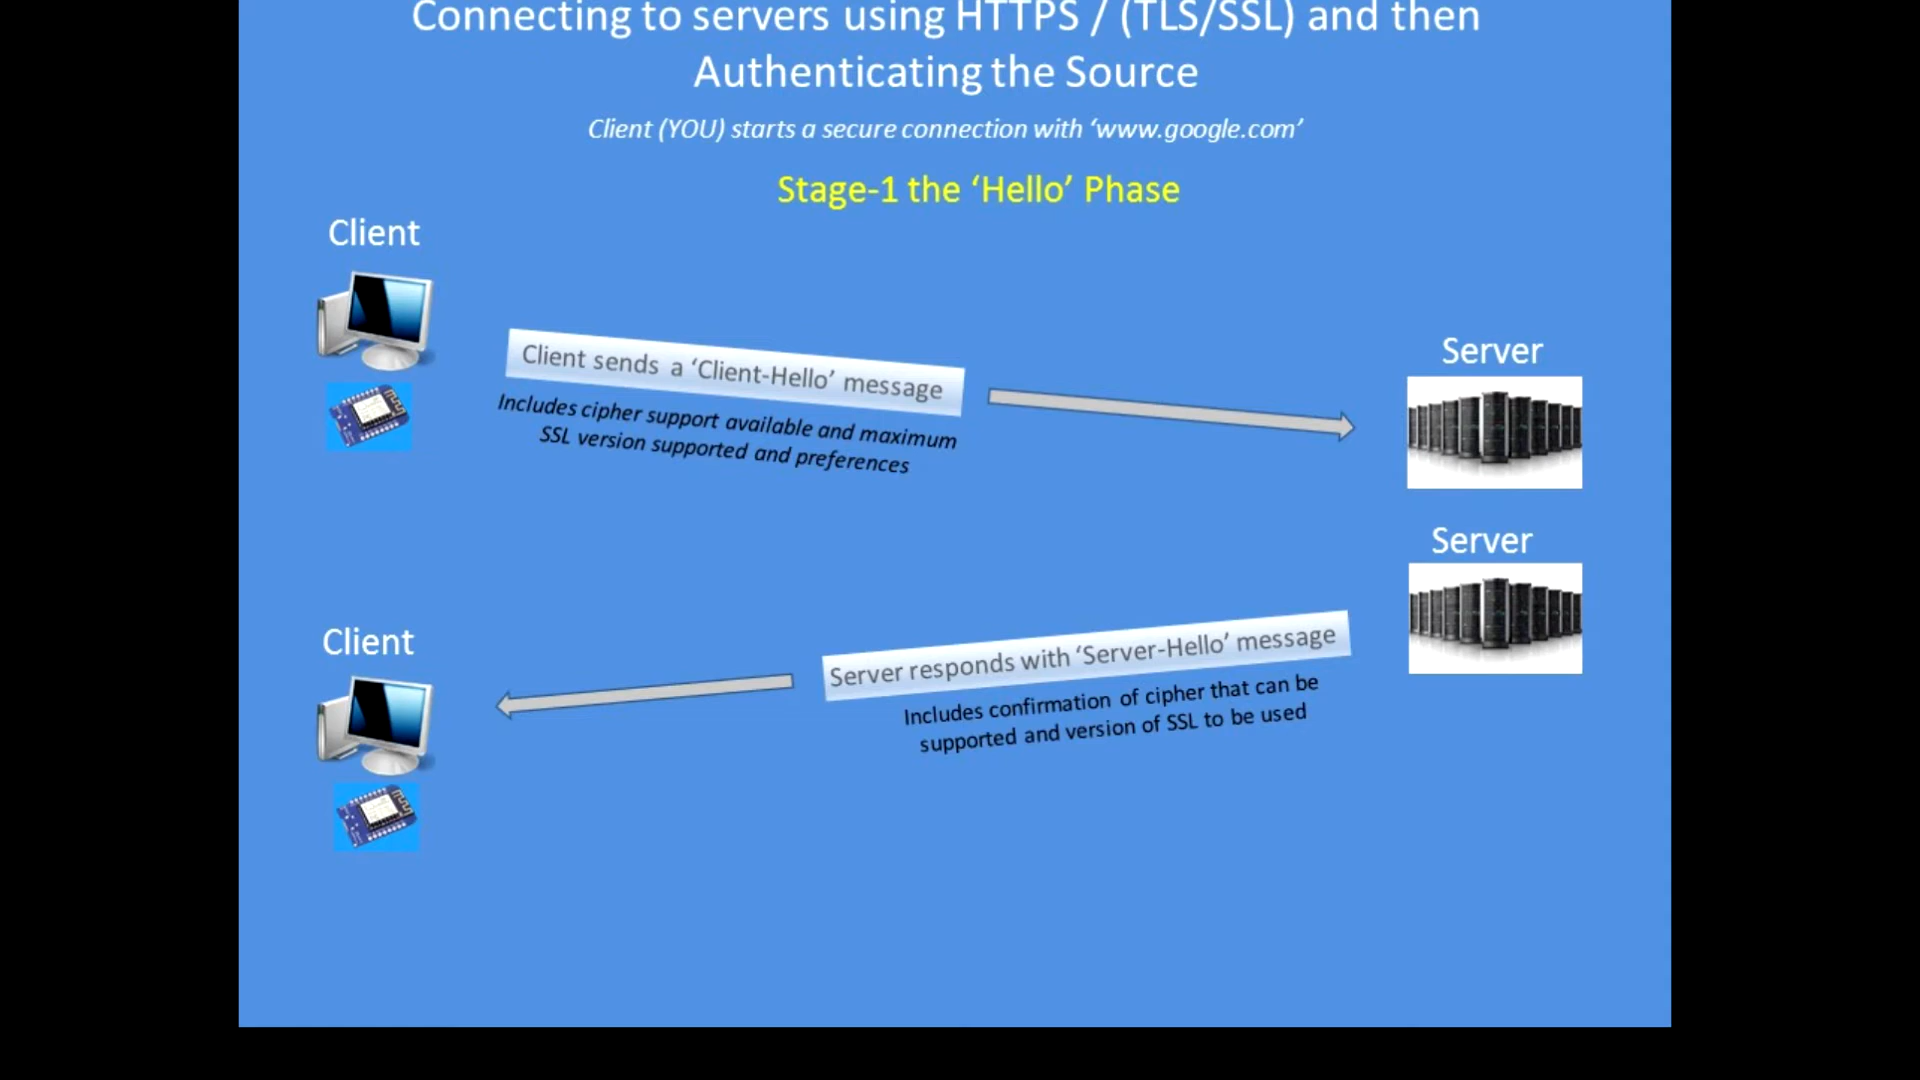 Connecting to servers using HTTPS / (TLS/SSL) and then
Authenticating the Source
Client (YOU) starts a secure connection with ‘www.google.com’
Stage-1 the ‘Hello’ Phase
Client
Client sends a ‘Client-Hello’ message
Includes cipher support available and maximum
SSL version supported and preferences
Server
Server
Client
Server responds with ‘Server-Hello’ message
Includes confirmation of cipher that can be
supported and version of SSL to be used